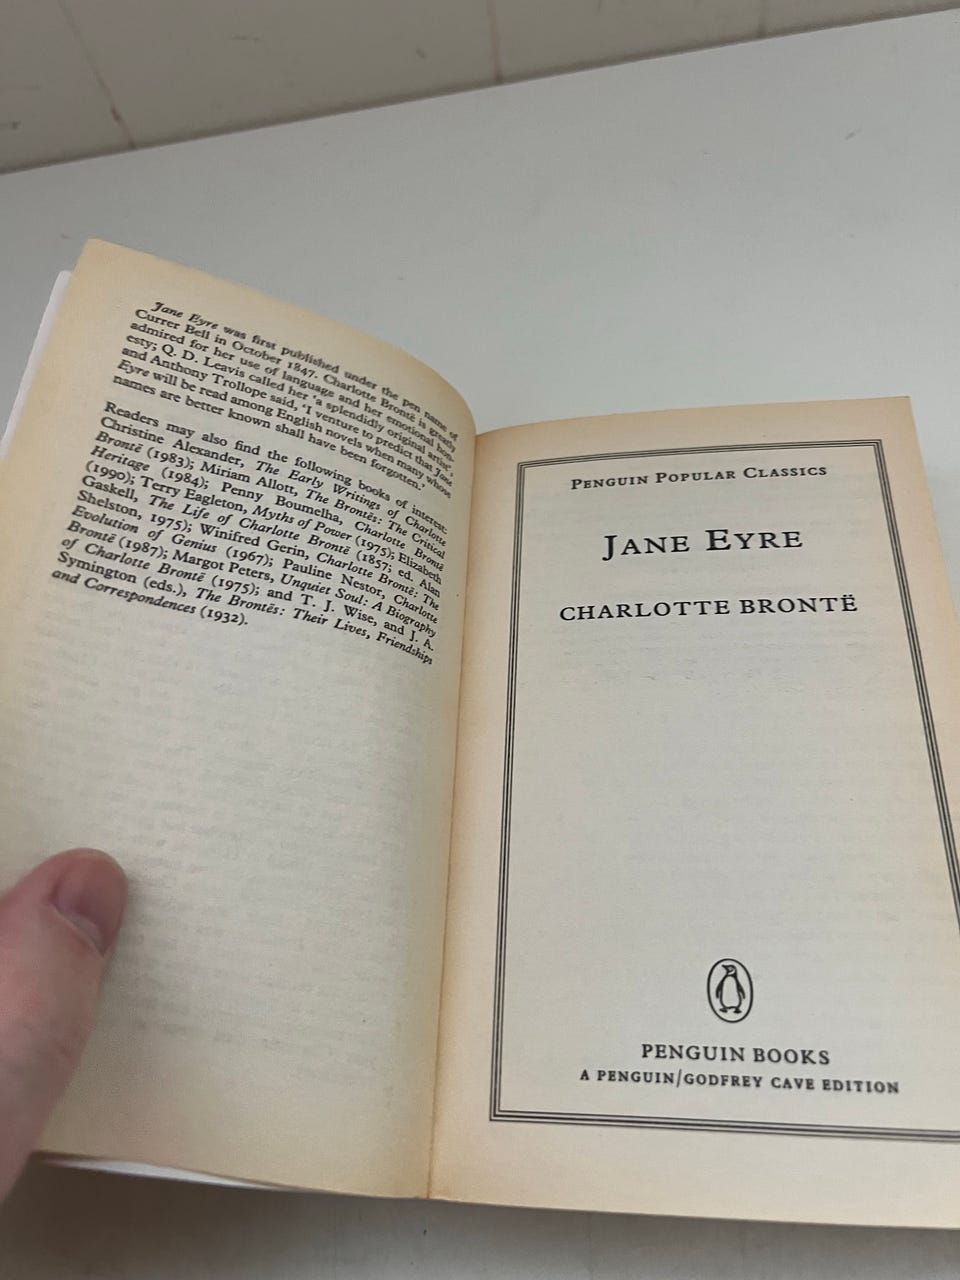 Jane Eyre was first published under the pen name of
Currer Bell in October 1847. Charlotte Brontë is greatly
admired for her use of language and her emotional hon-
esty; Q. D. Leavis called her 'a splendidly original artist',
and Anthony Trollope said, 'I venture to predict that Jane
Eyre will be read among English novels when many whose
names are better known shall have been forgotten.'
Readers may also find the following books of interest:
Christine Alexander, The Early Writings of Charlotte
Brontë (1983); Miriam Allott, The Brontës: The Critical
Heritage (1984); Penny Boumelha, Charlotte Brontë
(1990); Terry Eagleton, Myths of Power (1975); Elizabeth
Gaskell, The Life of Charlotte Brontë (1857; ed. Alan
Shelston, 1975); Winifred Gerin, Charlotte Brontë: The
Evolution of Genius (1967); Pauline Nestor, Charlotte
Brontë (1987); Margot Peters, Unquiet Soul: A Biography
of Charlotte Brontë (1975); and T. J. Wise, and J. A.
Symington (eds.), The Brontës: Their Lives, Friendships
and Correspondences (1932).
PENGUIN POPULAR CLASSICS
JANE EYRE
CHARLOTTE BRONTË
PENGUIN BOOKS
A PENGUIN/GODFREY CAVE EDITION